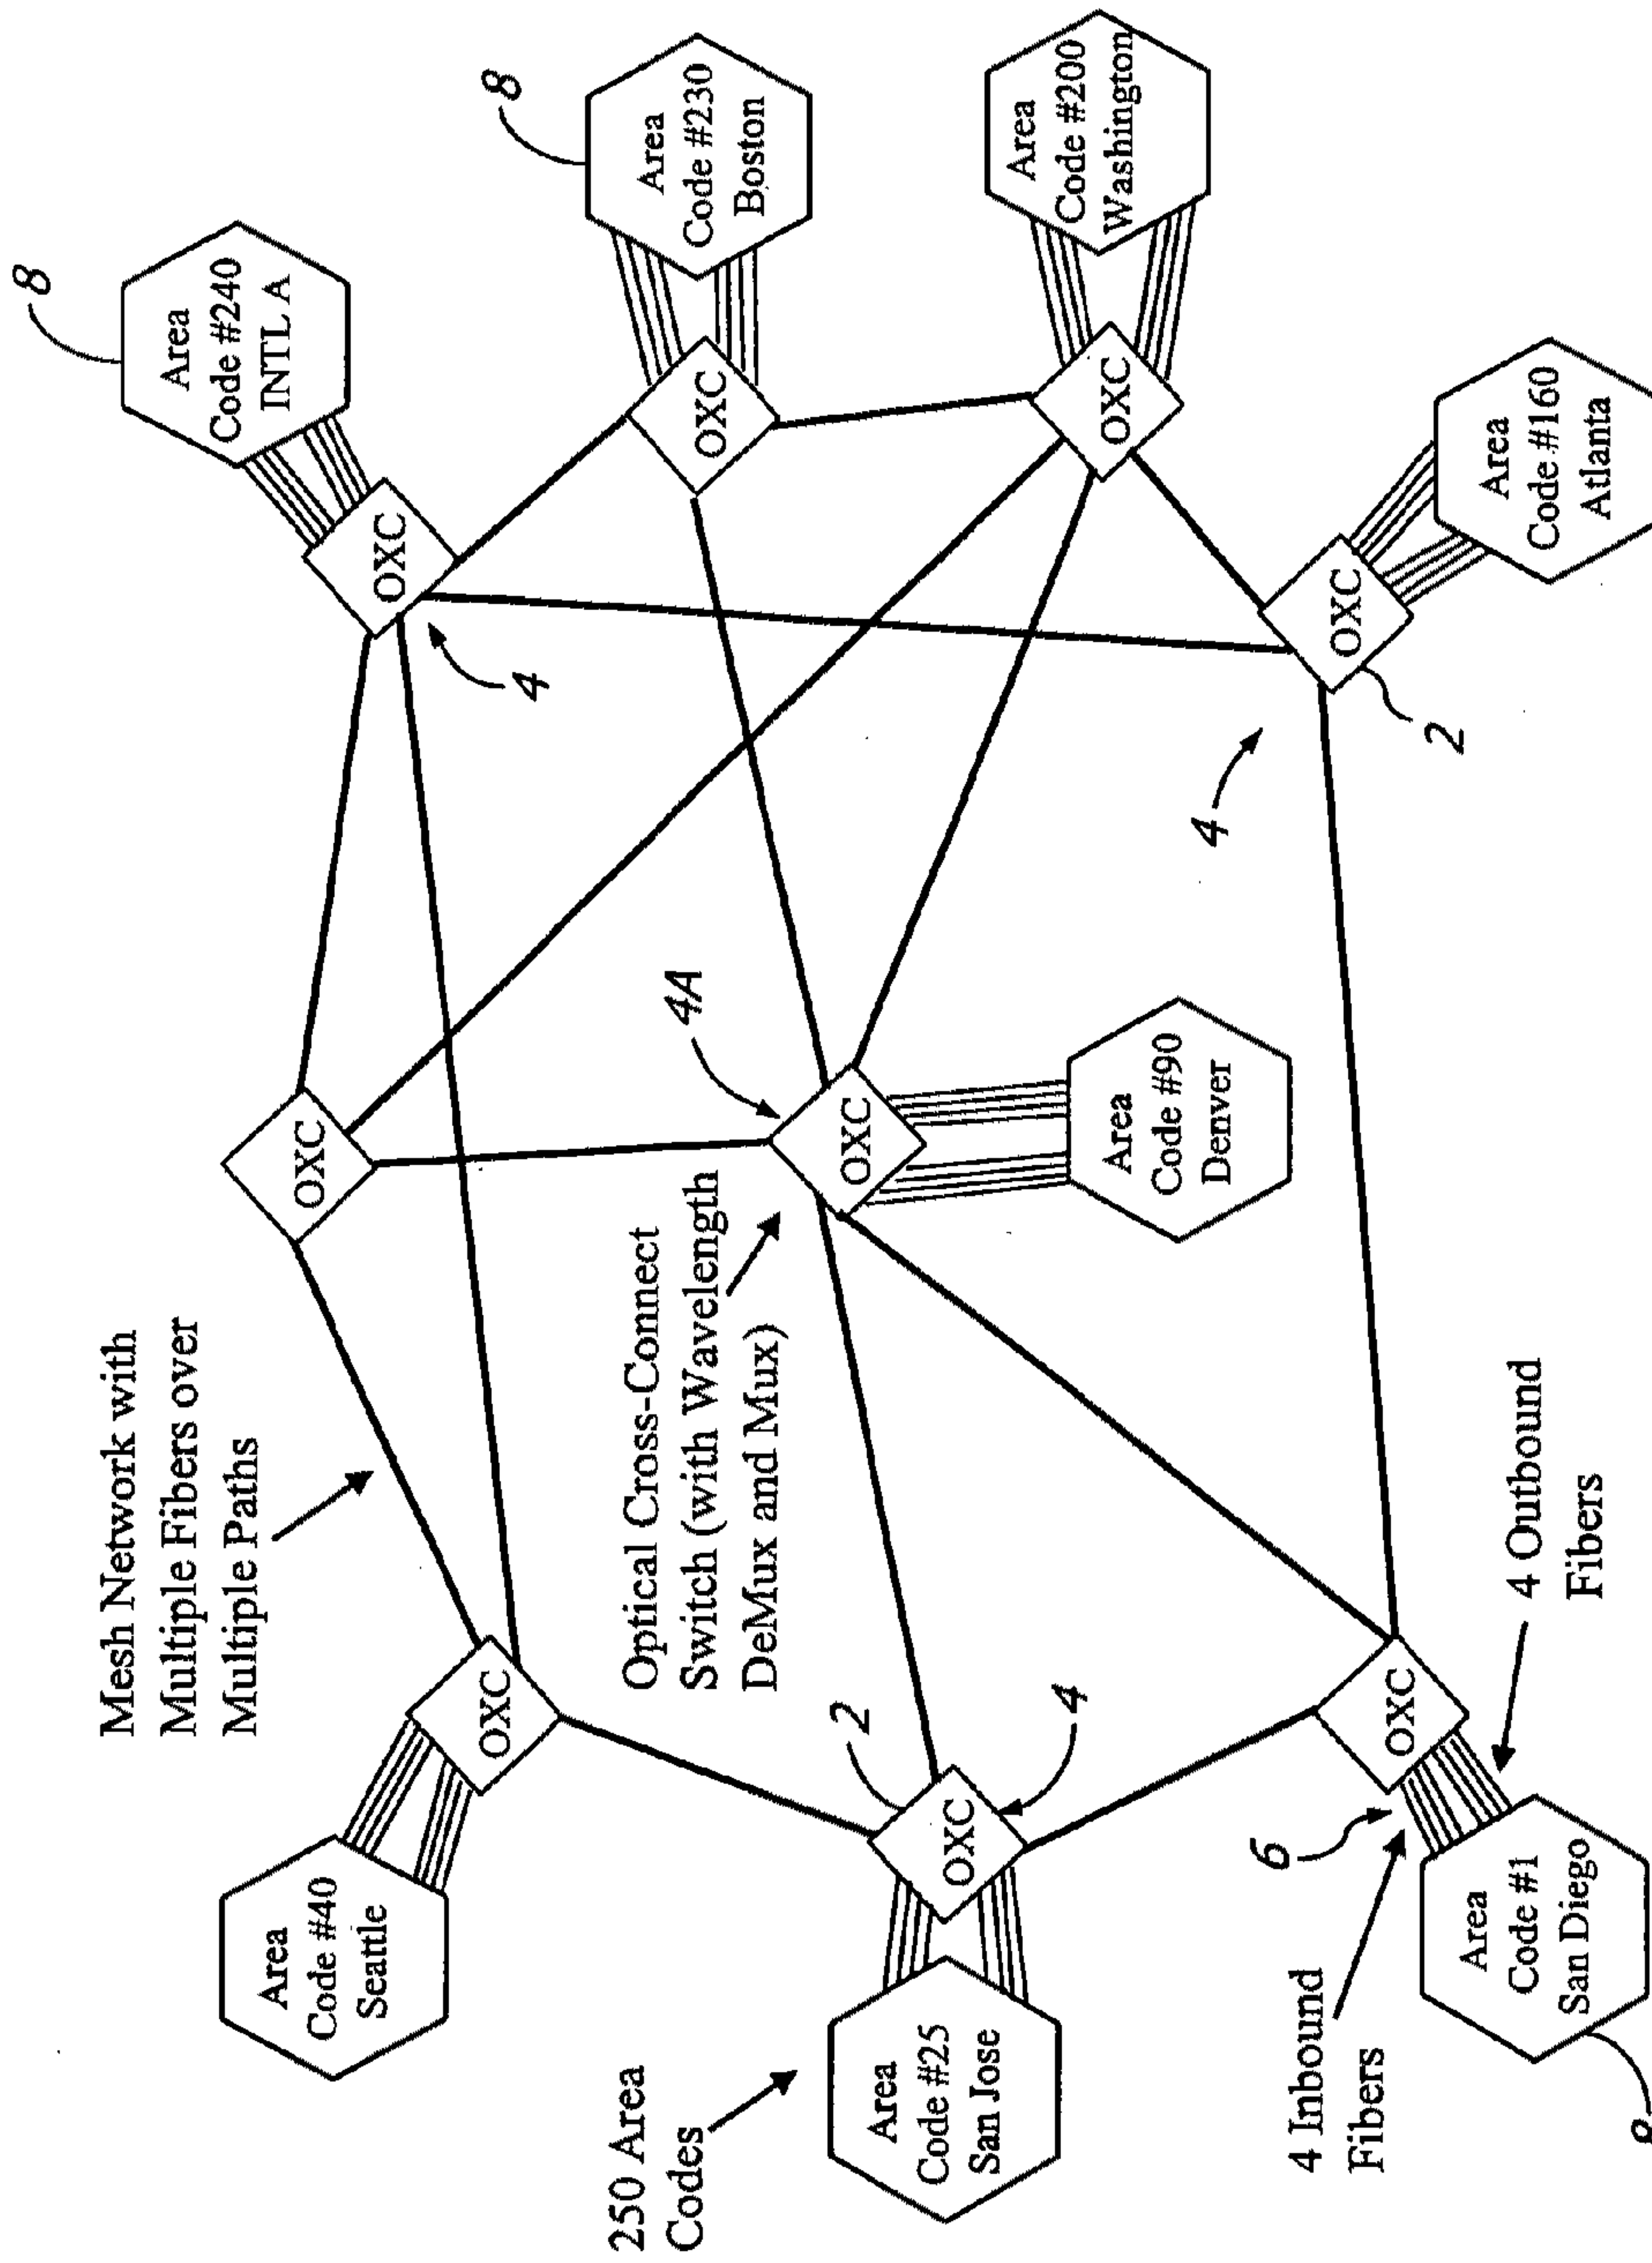 Mesh Network with
Multiple Fibers over
Multiple Paths
8
Area
Code #240
INTL A
Area
Code #40
Seattle
OXC
OXC
OXC
4
8
Area
Code #230
Boston
OXC
250 Area
Codes
Optical Cross-Connect
Switch (with Wavelength
DeMux and Mux)
4A
2
4
Area
Code #25
San Jose
OXC
OXC
Area
Code #90
Denver
Area
Code #200
Washington
OXC
4
4 Inbound
Fibers
6
OXC
OXC
2
Area
Code #1
San Diego
4 Outbound
Fibers
Area
Code #160
Atlanta
8